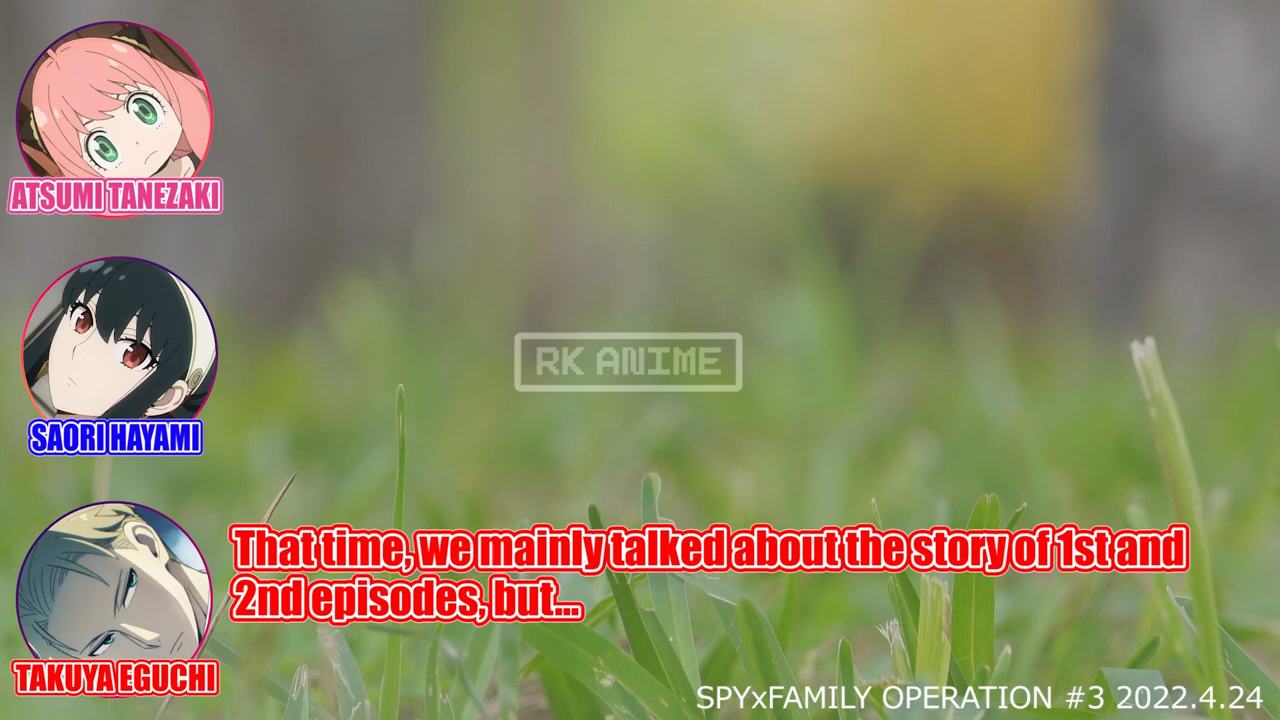 ATSUMI TANEZAKI
RK ANIME
SAORI HAYAMI
That time, we mainly talked about the story of 1st and
2nd episodes, but...
TAKUYA EGUCHI
SPYxFAMILY OPERATION #3 2022.4.24